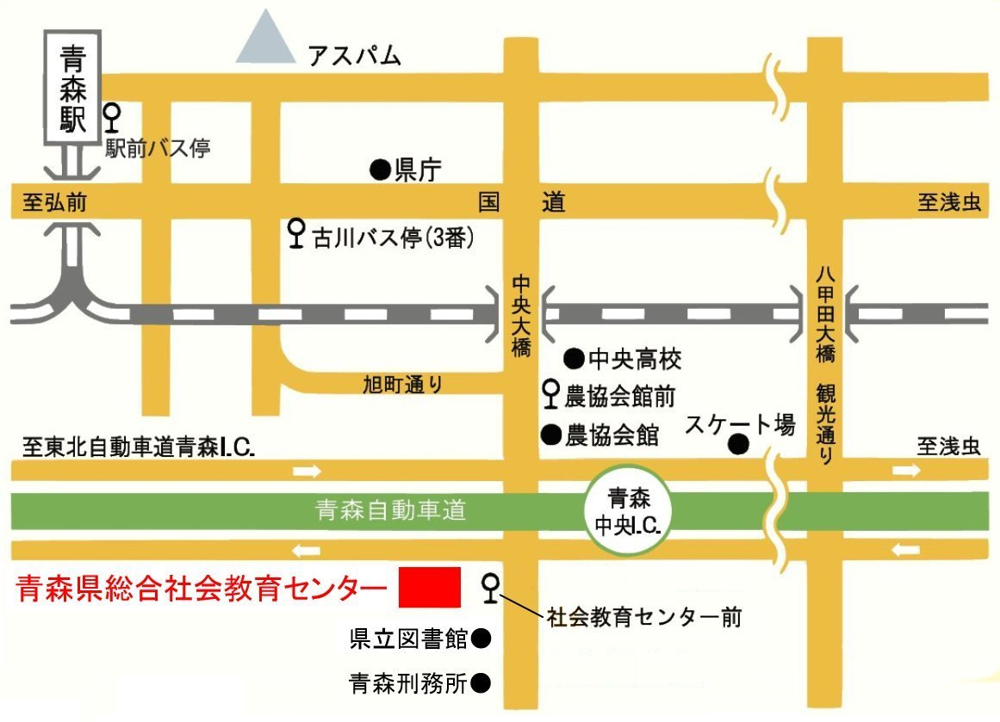 アスパム
青森駅
駅前バス停
県庁
至弘前
国道
至浅虫
古川バス停(3番)
中央大橋
八甲田大橋
観光通り
中央高校
旭町通り
農協会館前
スケート場
農協会館
至東北自動車道青森I.C.
至浅虫
青森自動車道
青森
中央I.C.
青森県総合社会教育センター
社会教育センター前
県立図書館
青森刑務所